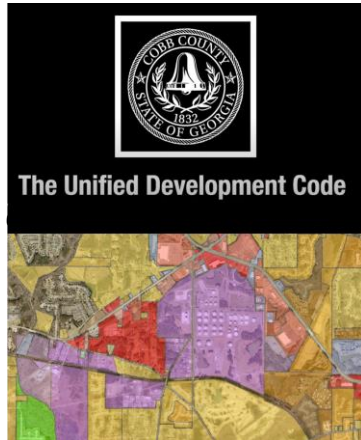 COBB COUNTY
1832
STATE OF GEORGIA
The Unified Development Code